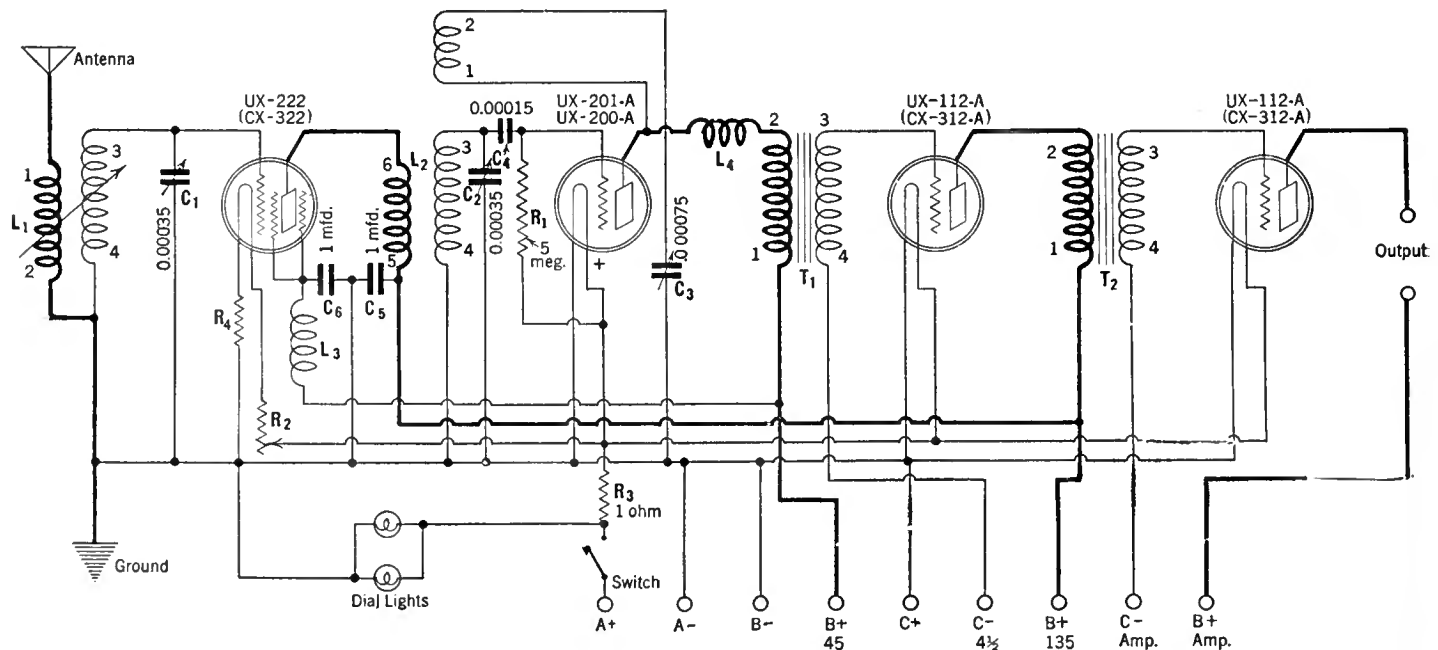 Antenna
1
L1
2
3
4
C1
0.00035
UX-222
(CX-322)
R4
R2
L3
1 mfd.
C6
1 mfd.
C5
6
5
L2
2
1
3
4
C2
0.00035
0.00015
C4
R1
5
meg.
UX-201-A
UX-200-A
+
.00075
C3
L4
2
1
T1
3
4
UX-112-A
(CX-312-A)
2
1
T2
3
4
UX-112-A
(CX-312-A)
Output
Ground
Dial Lights
R3
1 ohm
Switch
A+
A-
B-
B+
45
C+
C-
4½
B+
135
C-
Amp.
B+
Amp.